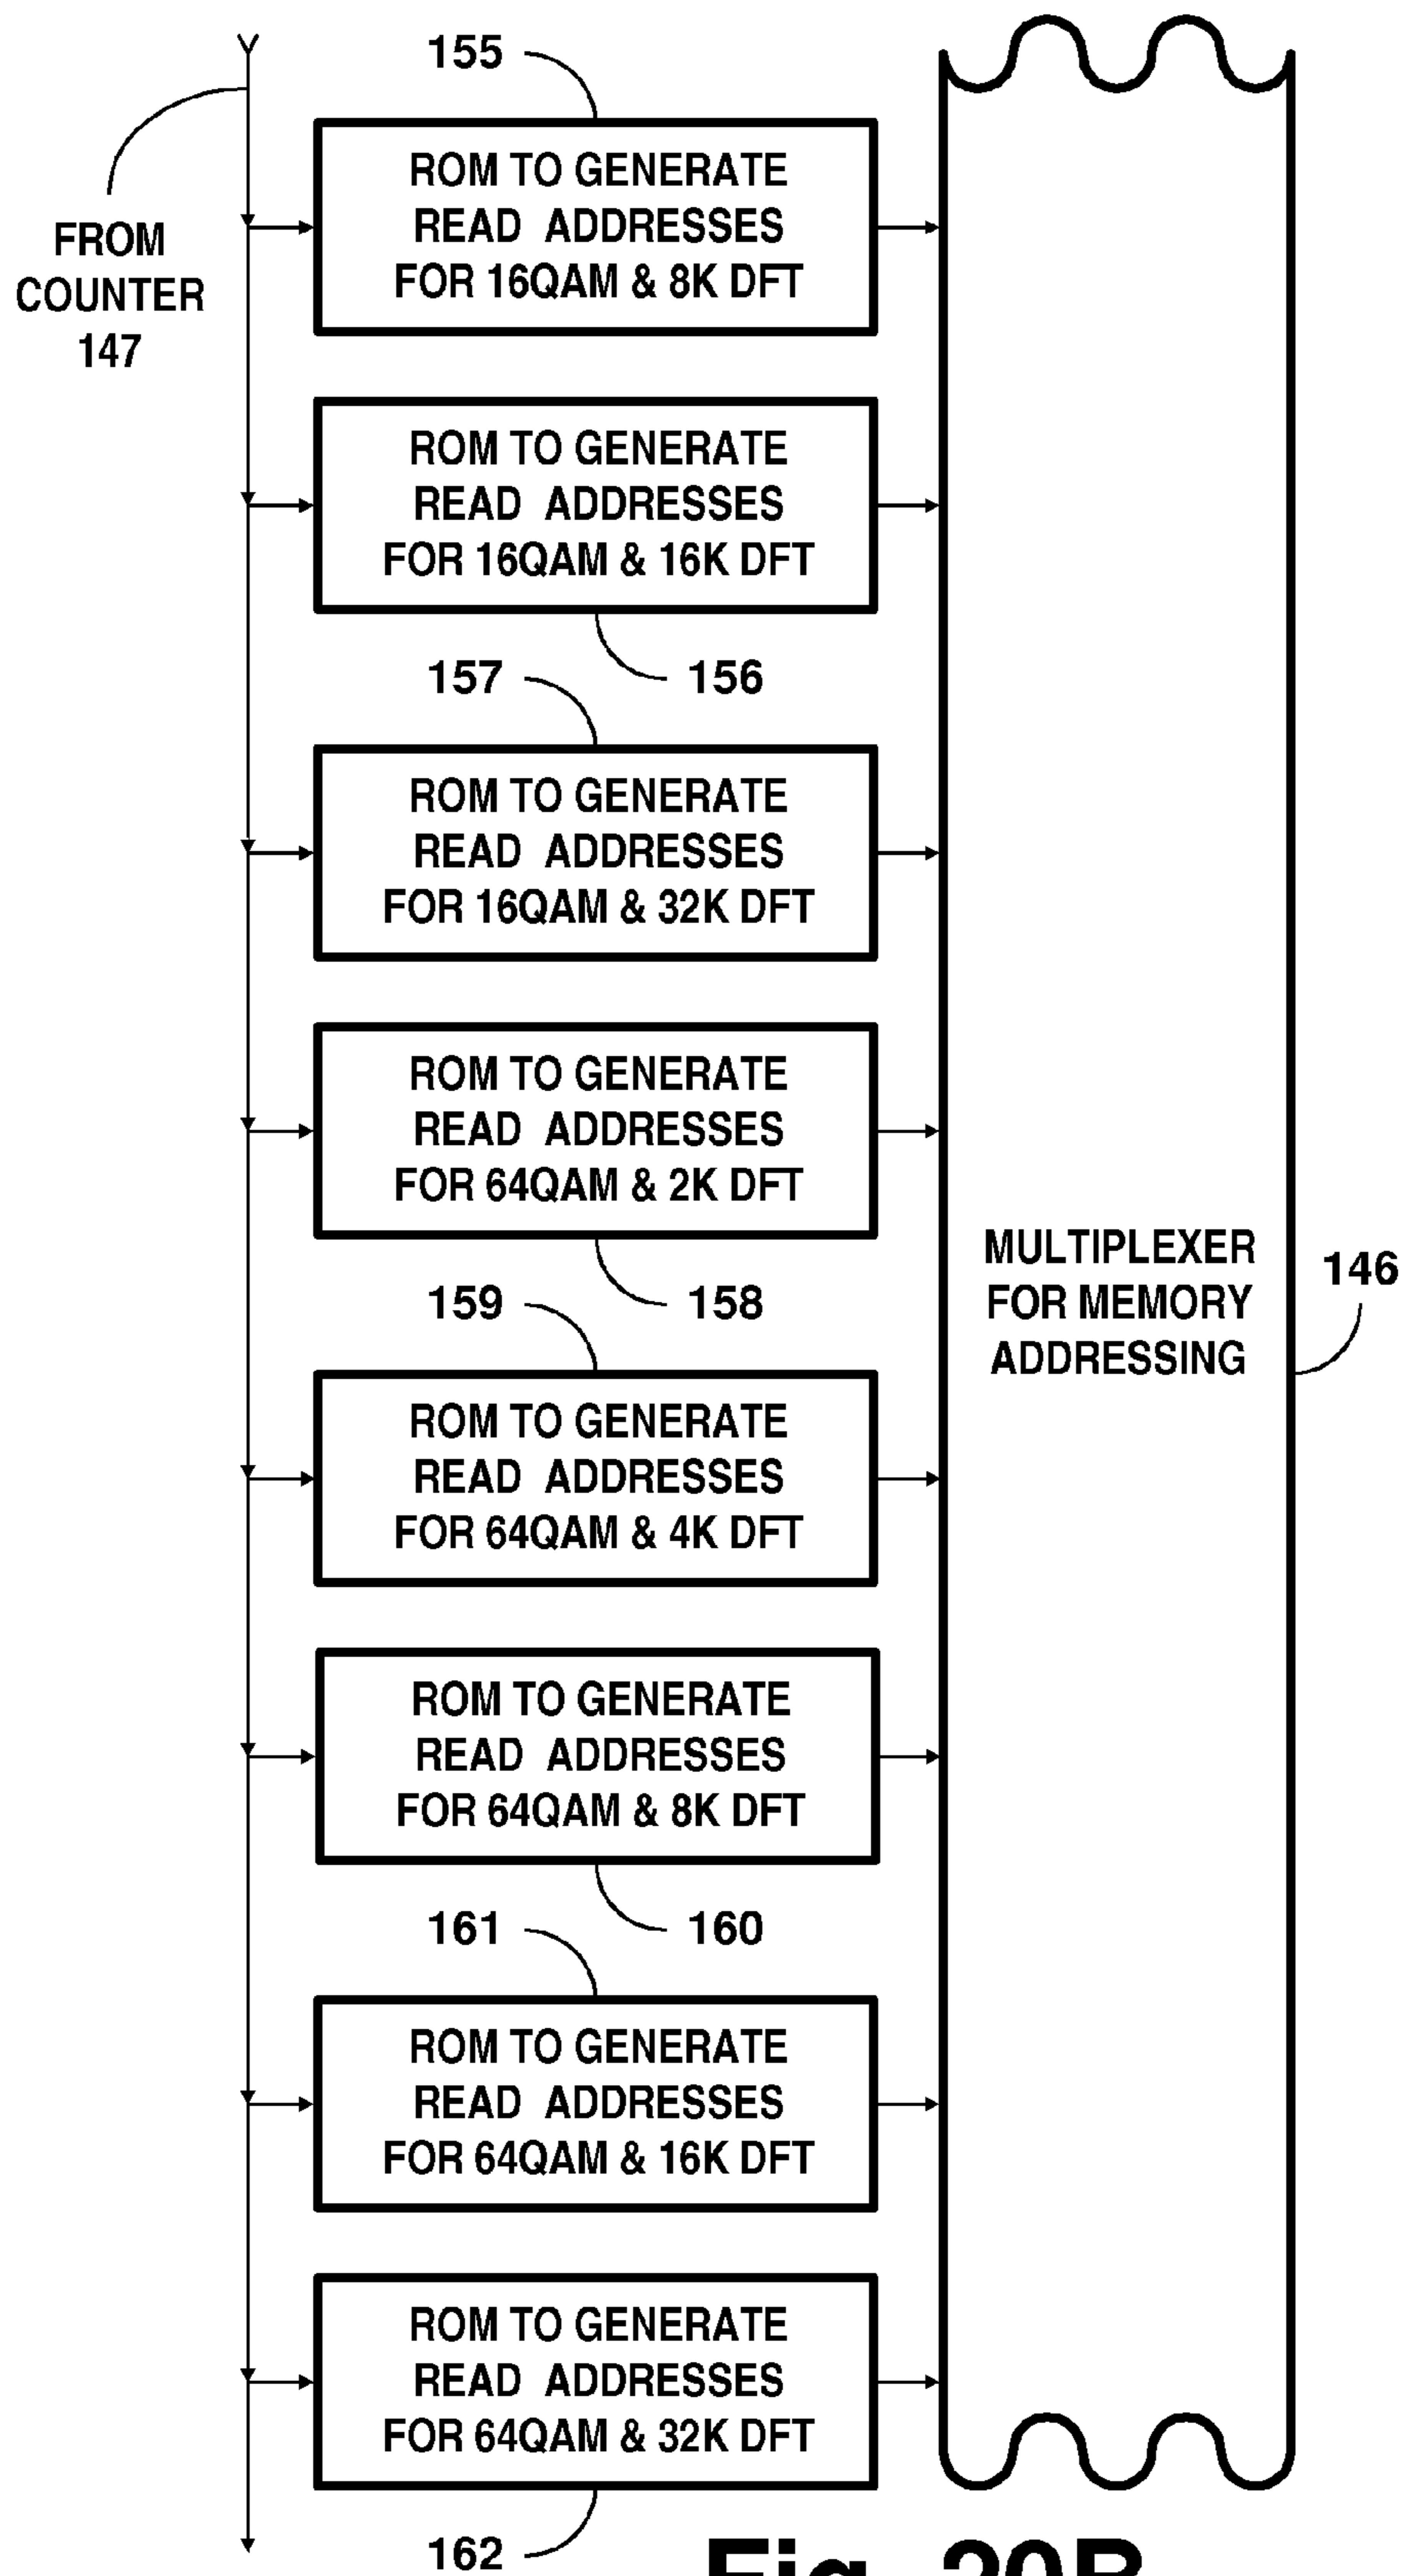 155
ROM TO GENERATE
READ ADDRESSES
FOR 16QAM & 8K DFT
FROM
COUNTER
147
ROM TO GENERATE
READ ADDRESSES
FOR 16QAM & 16K DFT
156
157
ROM TO GENERATE
READ ADDRESSES
FOR 16QAM & 32K DFT
ROM TO GENERATE
READ ADDRESSES
FOR 64QAM & 2K DFT
158
MULTIPLEXER
FOR MEMORY
ADDRESSING
146
159
ROM TO GENERATE
READ ADDRESSES
FOR 64QAM & 4K DFT
ROM TO GENERATE
READ ADDRESSES
FOR 64QAM & 8K DFT
160
161
ROM TO GENERATE
READ ADDRESSES
FOR 64QAM & 16K DFT
ROM TO GENERATE
READ ADDRESSES
FOR 64QAM & 32K DFT
162
Fig. 20B